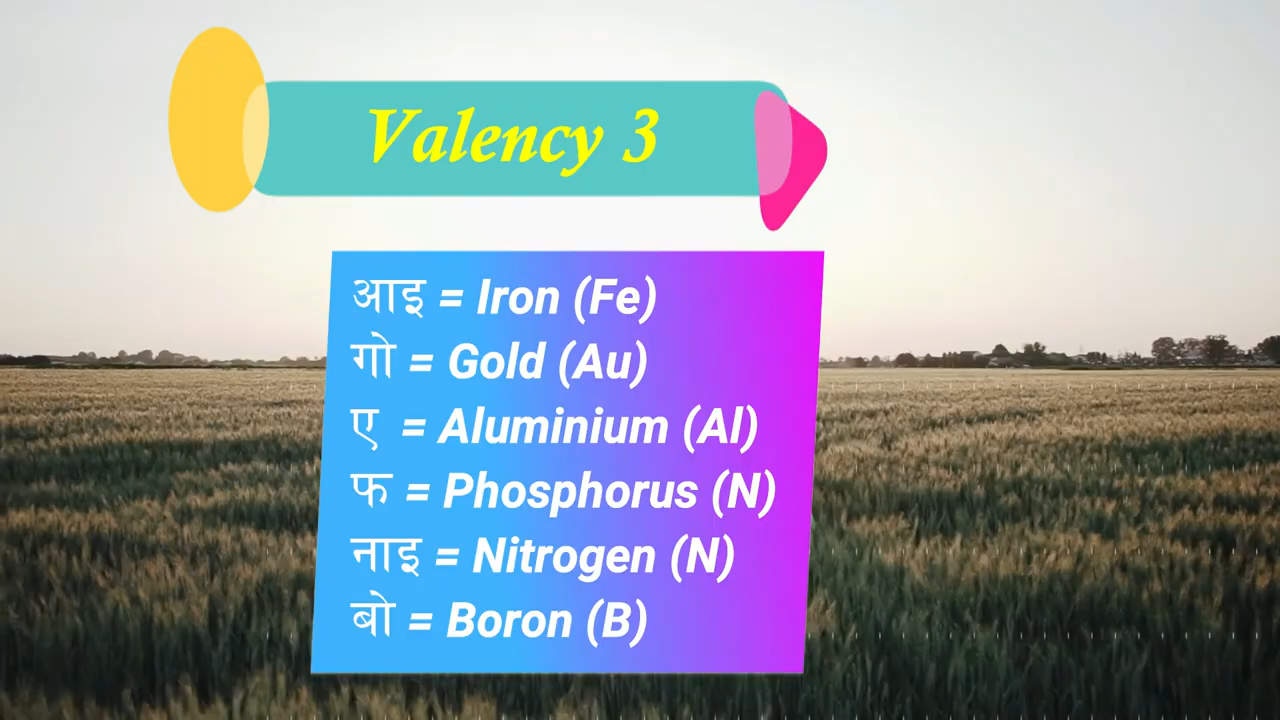 Valency 3
आइ = Iron (Fe)
गो = Gold (Au)
ए = Aluminium (Al)
फ = Phosphorus (N)
नाइ = Nitrogen (N)
बो = Boron (B)